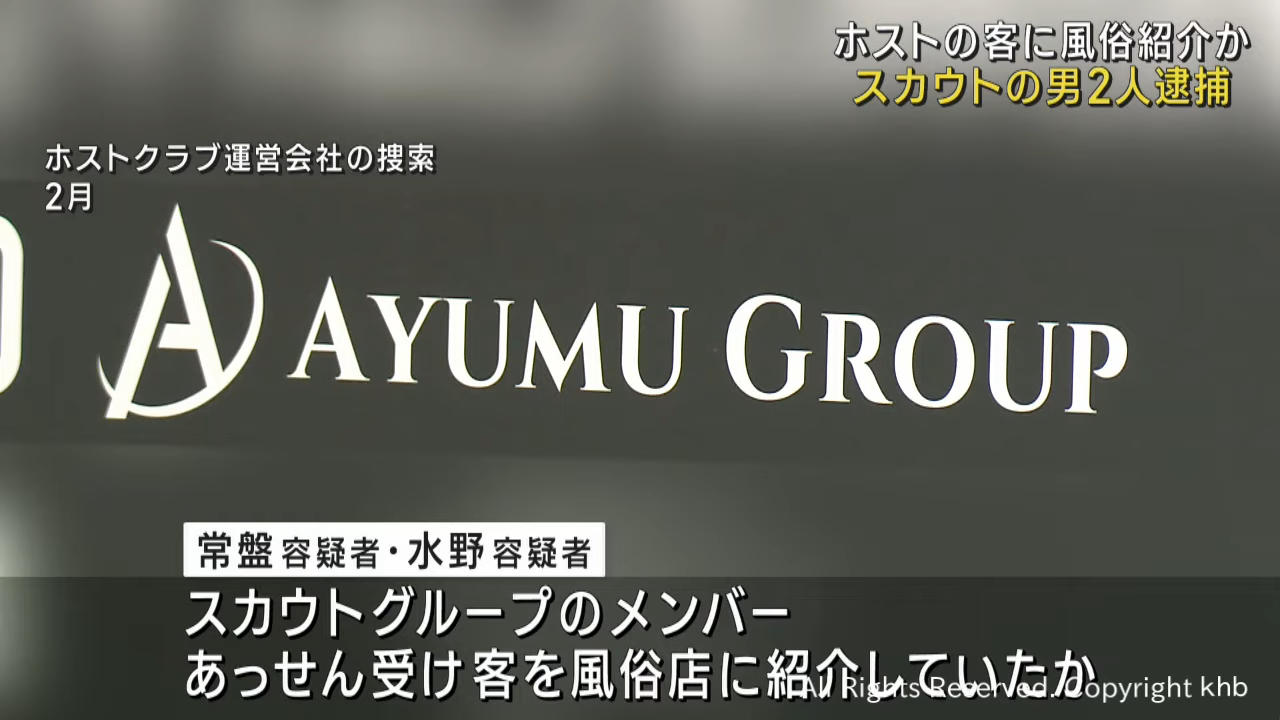 ホストの客に風俗紹介か
スカウトの男2人逮捕
ホストクラブ運営会社の捜索
2月
AYUMU GROUP
常盤容疑者・水野容疑者
スカウトグループのメンバー
あっせん受け客を風俗店に紹介していたか
All Rights Reserved. Copyright khb